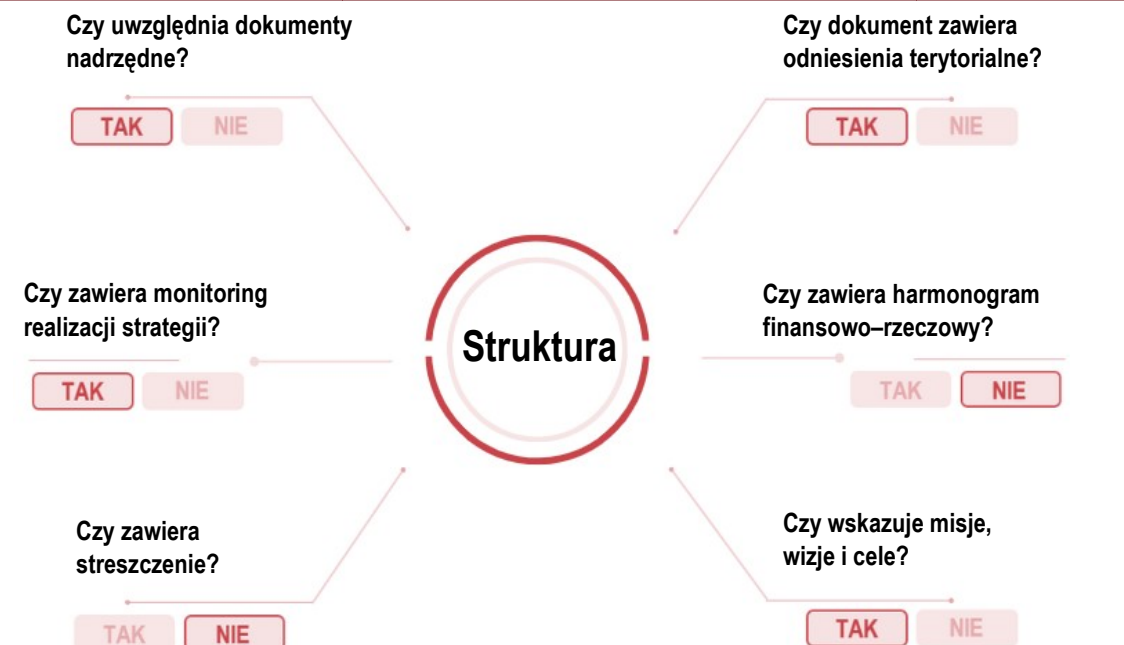 Czy uwzględnia dokumenty
nadrzędne?
TAK NIE
Czy dokument zawiera
odniesienia terytorialne?
TAK NIE
Czy zawiera monitoring
realizacji strategii?
TAK NIE
Struktura
Czy zawiera harmonogram
finansowo–rzeczowy?
TAK NIE
Czy zawiera
streszczenie?
TAK NIE
Czy wskazuje misje,
wizje i cele?
TAK NIE